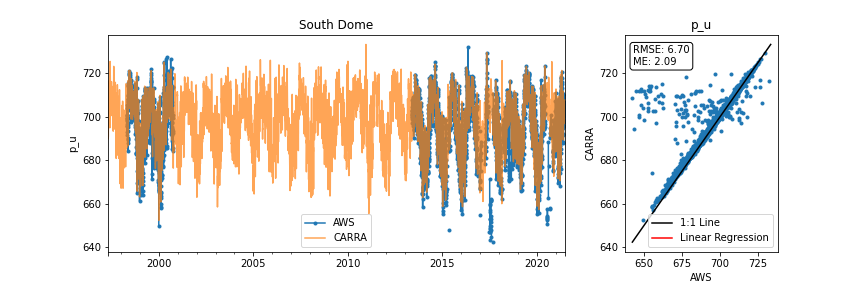 South Dome
p_u
720
700
680
660
640
p_u
2000
2005
2010
2015
2020
AWS
CARRA
p_u
RMSE: 6.70
ME: 2.09
720
700
680
660
640
CARRA
650
675
700
725
AWS
1:1 Line
Linear Regression